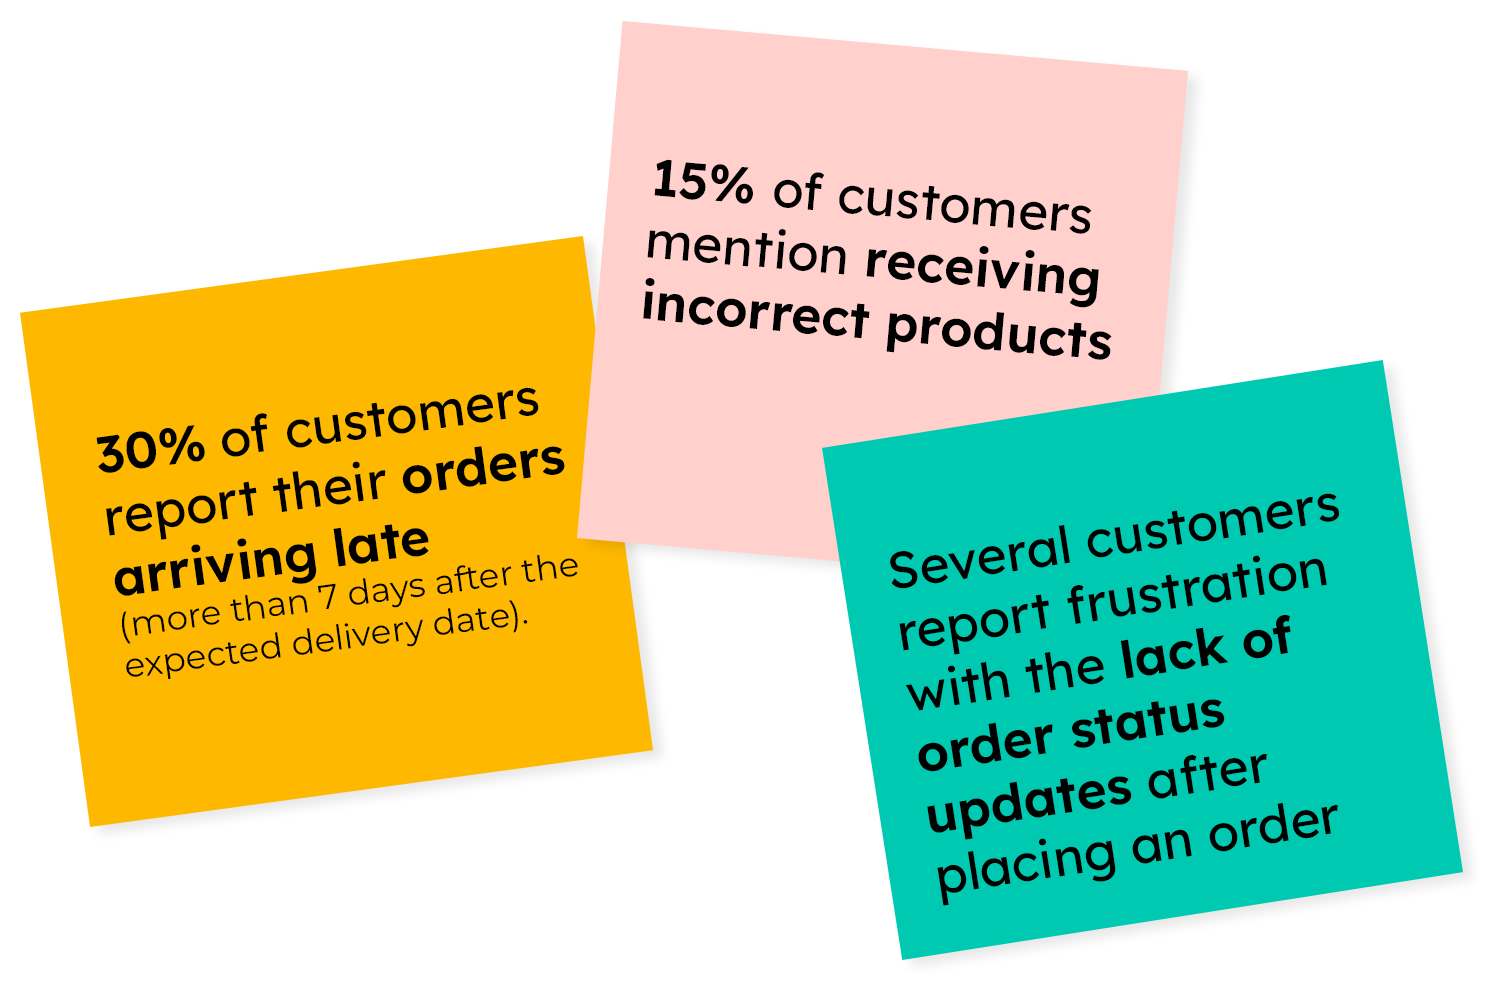 30% of customers
report their orders
arriving late
(more than 7 days after the
expected delivery date).
15% of customers
mention receiving
incorrect products
Several customers
report frustration
with the lack of
order status
updates after
placing an order